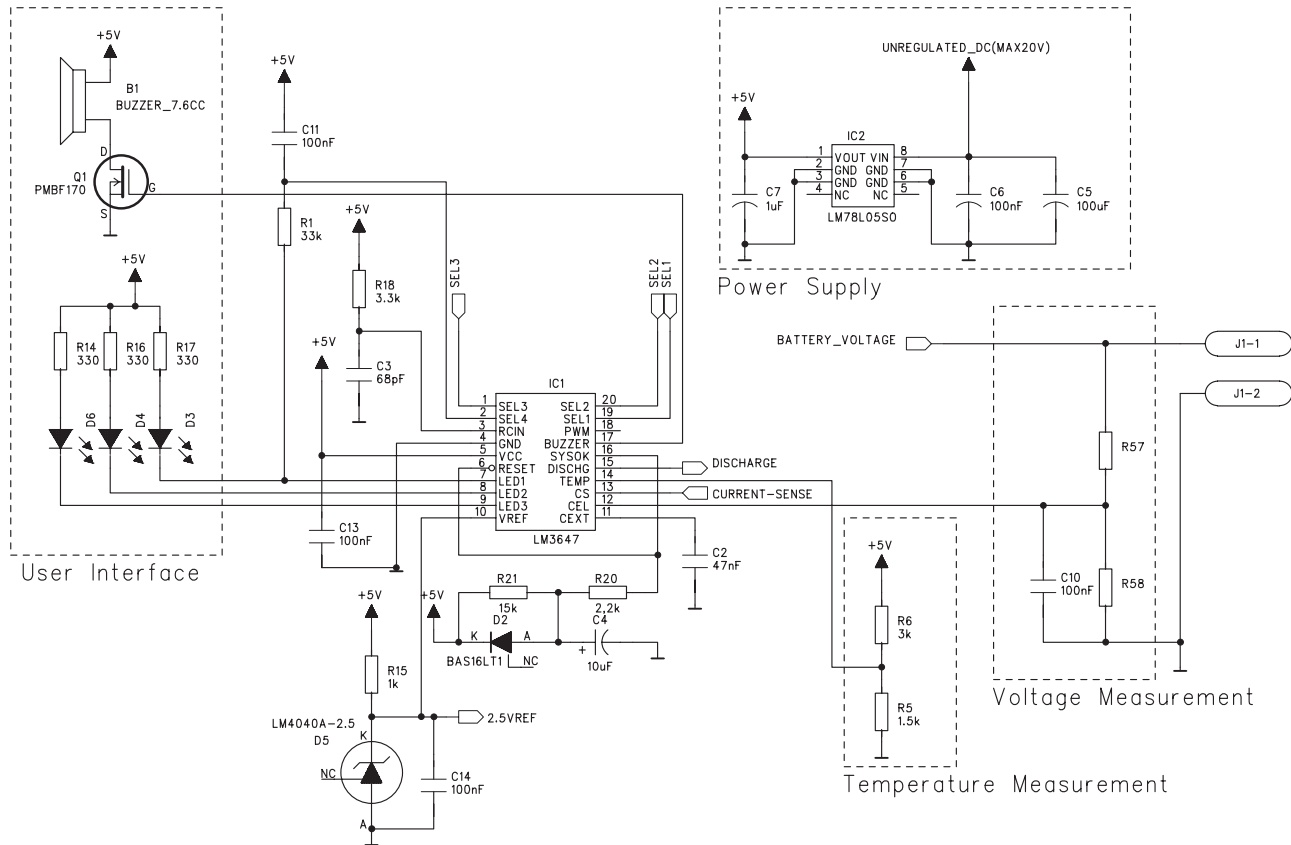 +5V
B1
BUZZER_7.6CC
D
Q1
PMBF170
G
S
+5V
R14
330
R16
330
R17
330
D6
D4
D3
User Interface
+5V
C11
100nF
R1
33k
+5V
R18
3.3k
C3
68pF
+5V
C13
100nF
SEL3
SEL2
SEL1
IC1
1 SEL3 SEL2 20
2 SEL4 SEL1 19
3 RCIN PWM 18
4 GND BUZZER 17
5 VCC SYSOK 16
6 RESET DISCHG 15
7 LED1 TEMP 14
8 LED2 CS 13
9 LED3 CEL 12
10 VREF CEXT 11
LM3647
DISCHARGE
CURRENT-SENSE
C2
47nF
+5V
R21
15k
R20
2,2k
D2
K A
BAS16LT1
NC
C4
+
10uF
+5V
R15
1k
2.5VREF
LM4040A-2.5
D5
K
NC
A
C14
100nF
UNREGULATED_DC(MAX20V)
+5V
IC2
1 VOUT VIN 8
2 GND GND 7
3 GND GND 6
4 NC NC 5
LM78L05SO
C7
1uF
C6
100nF
C5
100uF
Power Supply
BATTERY_VOLTAGE
J1-1
J1-2
R57
R58
C10
100nF
Voltage Measurement
+5V
R6
3k
R5
1.5k
Temperature Measurement